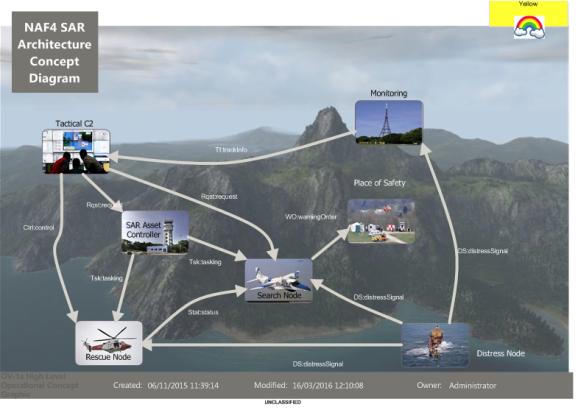 Yellow
NAF4 SAR
Architecture
Concept
Diagram
Monitoring
Tactical C2
TI:trackInfo
Place of Safety
Rqst:request
Rqst:request
Ctrl:control
WO:warningOrder
SAR Asset
Controller
DS:distressSignal
Tsk:tasking
Tsk:tasking
Search Node
DS:distressSignal
Stat:status
Rescue Node
Distress Node
DS:distressSignal
OV-1a High Level
Operational Concept
Graphic
Created: 06/11/2015 11:39:14
Modified: 16/03/2016 12:10:08
Owner: Administrator
UNCLASSIFIED